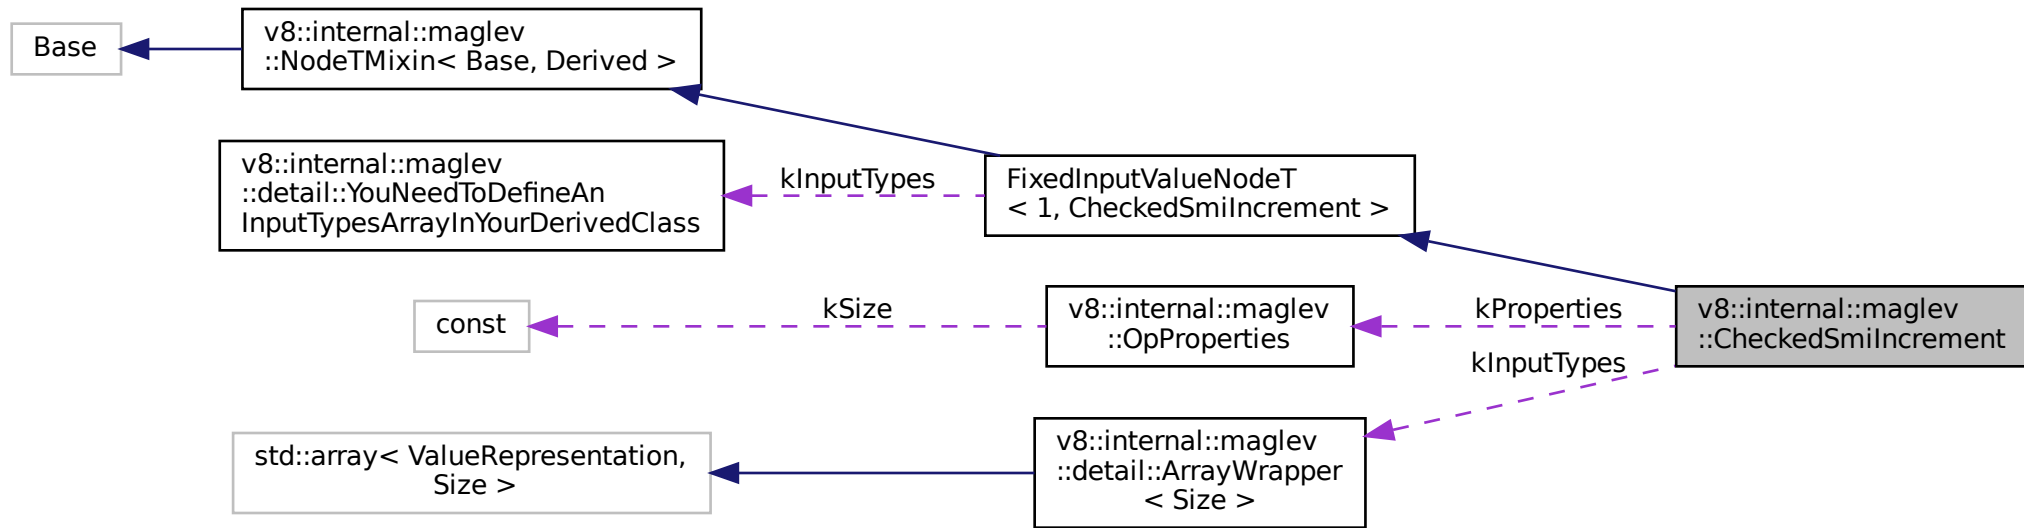 Base
v8::internal::maglev
::NodeTMixin< Base, Derived >
v8::internal::maglev
::detail::YouNeedToDefineAn
InputTypesArrayInYourDerivedClass
kInputTypes
FixedInputValueNodeT
< 1, CheckedSmiIncrement >
const
kSize
v8::internal::maglev
::OpProperties
kProperties
v8::internal::maglev
::CheckedSmiIncrement
kInputTypes
std::array< ValueRepresentation,
Size >
v8::internal::maglev
::detail::ArrayWrapper
< Size >